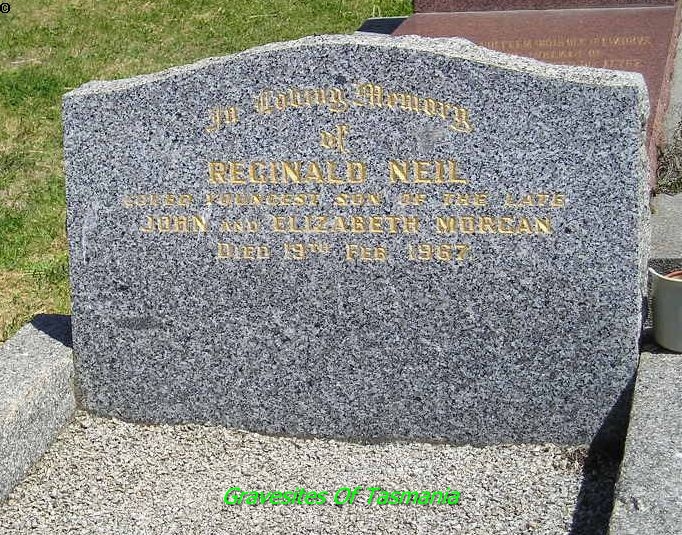 ©
In Loving Memory
of
REGINALD NEIL
LOVED YOUNGEST SON OF THE LATE
JOHN AND ELIZABETH MORGAN
DIED 19TH FEB 1967
Gravesites Of Tasmania